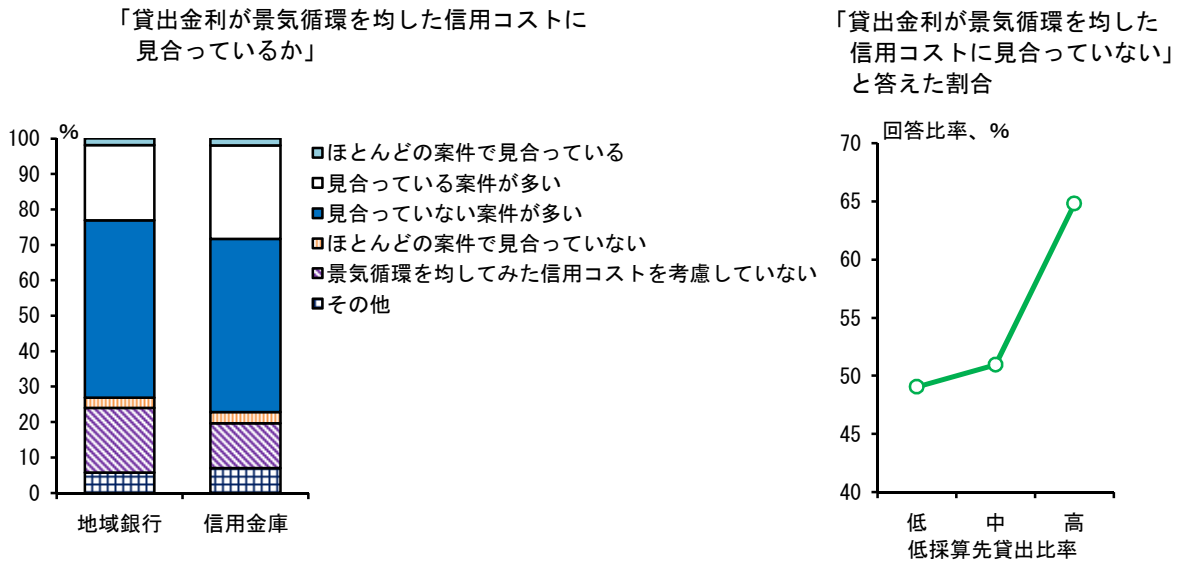 「貸出金利が景気循環を均した信用コストに
見合っているか」
%
100
90
80
70
60
50
40
30
20
10
0
地域銀行
信用金庫
ほとんどの案件で見合っている
見合っている案件が多い
見合っていない案件が多い
ほとんどの案件で見合っていない
景気循環を均してみた信用コストを考慮していない
その他
「貸出金利が景気循環を均した
信用コストに見合っていない」
と答えた割合
回答比率、%
70
65
60
55
50
45
40
低
中
高
低採算先貸出比率